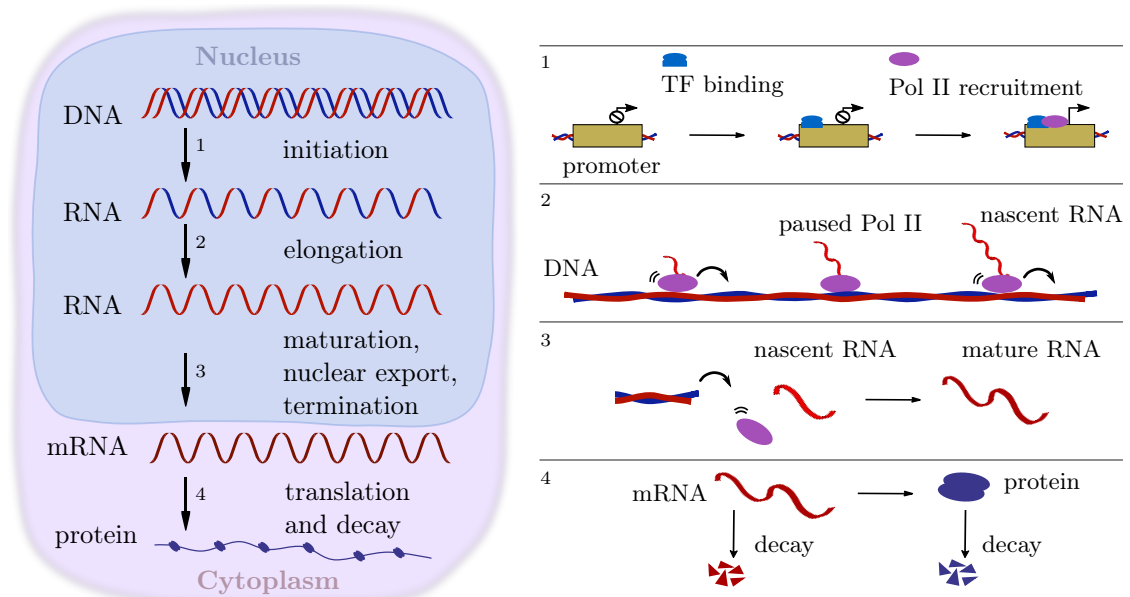 Nucleus
DNA
1
initiation
RNA
2
elongation
RNA
3
maturation,
nuclear export,
termination
mRNA
4
translation
and decay
protein
Cytoplasm
1
TF binding
Pol II recruitment
promoter
2
paused Pol II
nascent RNA
DNA
3
nascent RNA
mature RNA
4
mRNA
protein
decay
decay